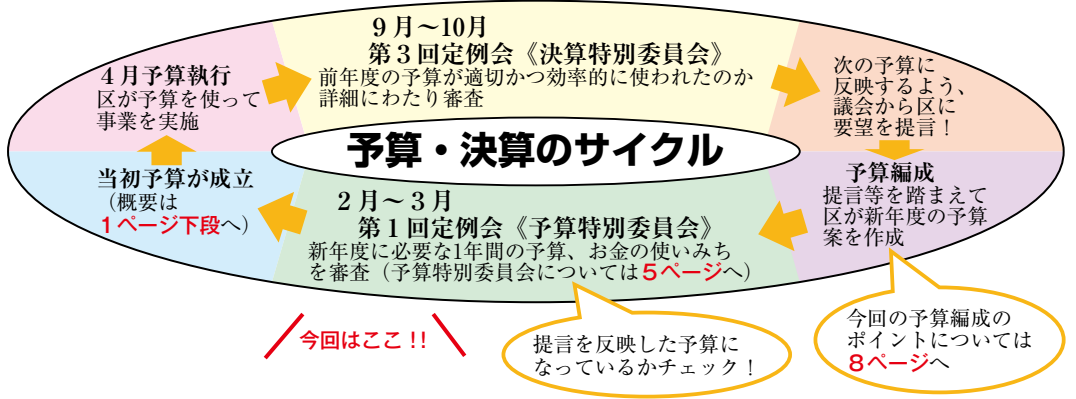 予算・決算のサイクル
4月予算執行
区が予算を使って
事業を実施
9月〜10月
第3回定例会《決算特別委員会》
前年度の予算が適切かつ効率的に使われたのか
詳細にわたり審査
次の予算に
反映するよう、
議会から区に
要望を提言！
予算編成
提言等を踏まえて
区が新年度の予算
案を作成
今回の予算編成の
ポイントについては
8ページへ
2月〜3月
第1回定例会《予算特別委員会》
新年度に必要な1年間の予算、お金の使いみち
を審査（予算特別委員会については5ページへ）
提言を反映した予算に
なっているかチェック！
今回はここ!!
当初予算が成立
（概要は
1ページ下段へ）